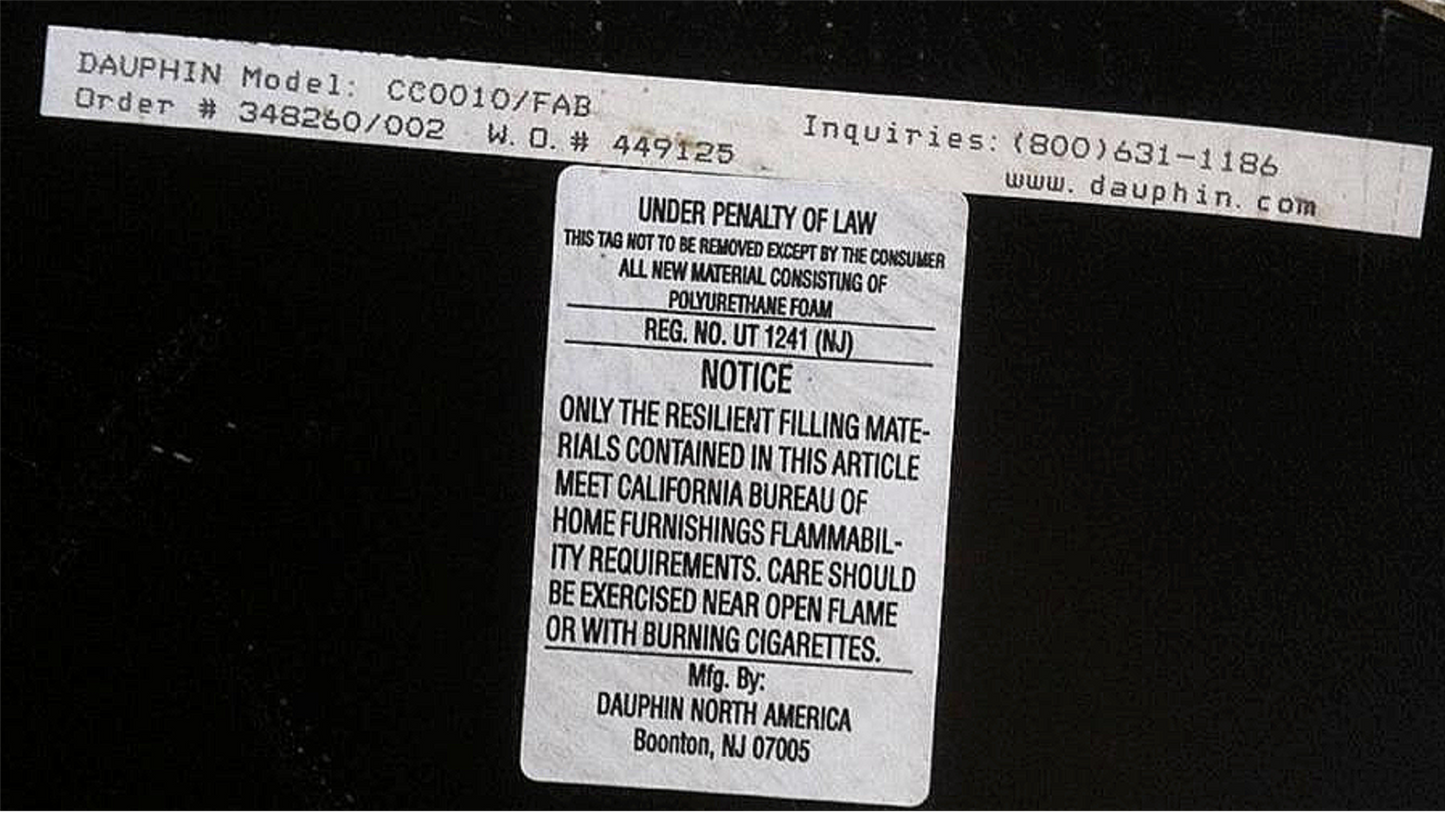 DAUPHIN Model: CC0010/FAB
Order # 348260/002 W.O.# 449125
Inquiries: (800)631-1186
www.dauphin.com
UNDER PENALTY OF LAW
THIS TAG NOT TO BE REMOVED EXCEPT BY THE CONSUMER
ALL NEW MATERIAL CONSISTING OF
POLYURETHANE FOAM
REG. NO. UT 1241 (NJ)
NOTICE
ONLY THE RESILIENT FILLING MATE-
RIALS CONTAINED IN THIS ARTICLE
MEET CALIFORNIA BUREAU OF
HOME FURNISHINGS FLAMMABIL-
ITY REQUIREMENTS. CARE SHOULD
BE EXERCISED NEAR OPEN FLAME
OR WITH BURNING CIGARETTES.
Mfg. By:
DAUPHIN NORTH AMERICA
Boonton, NJ 07005